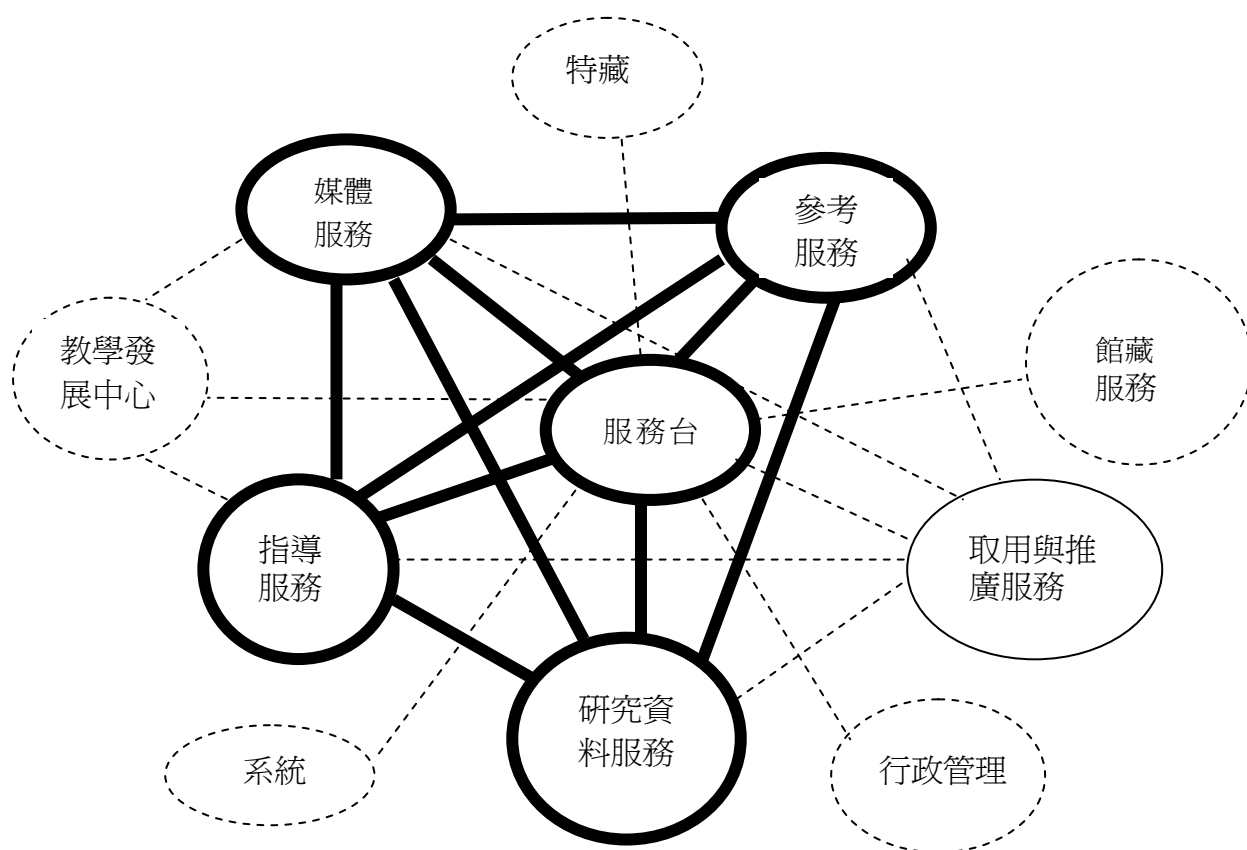 特藏
媒體
服務
參考
服務
教學發
展中心
館藏
服務
服務台
指導
服務
取用與推
廣服務
研究資
料服務
系統
行政管理